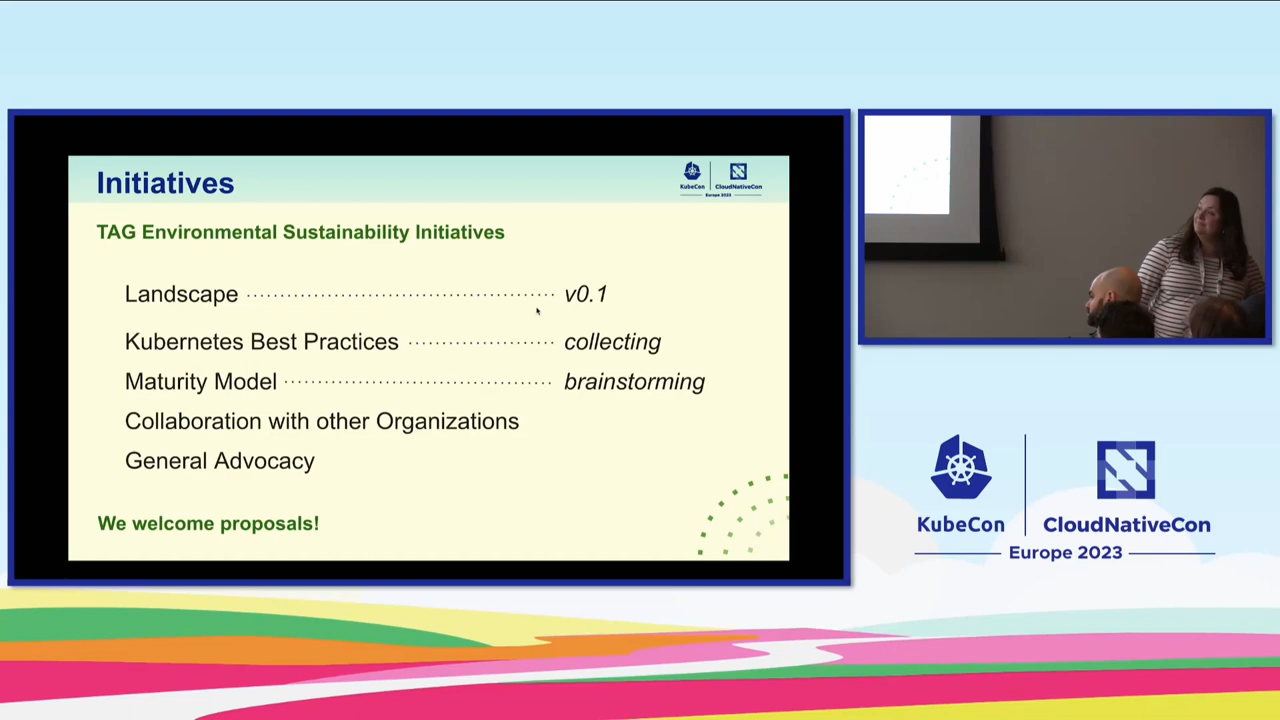 Initiatives
KubeCon
CloudNativeCon
Europe 2023
TAG Environmental Sustainability Initiatives
Landscape ........................................ v0.1
Kubernetes Best Practices ................... collecting
Maturity Model ................................... brainstorming
Collaboration with other Organizations
General Advocacy
We welcome proposals!
KubeCon
CloudNativeCon
Europe 2023